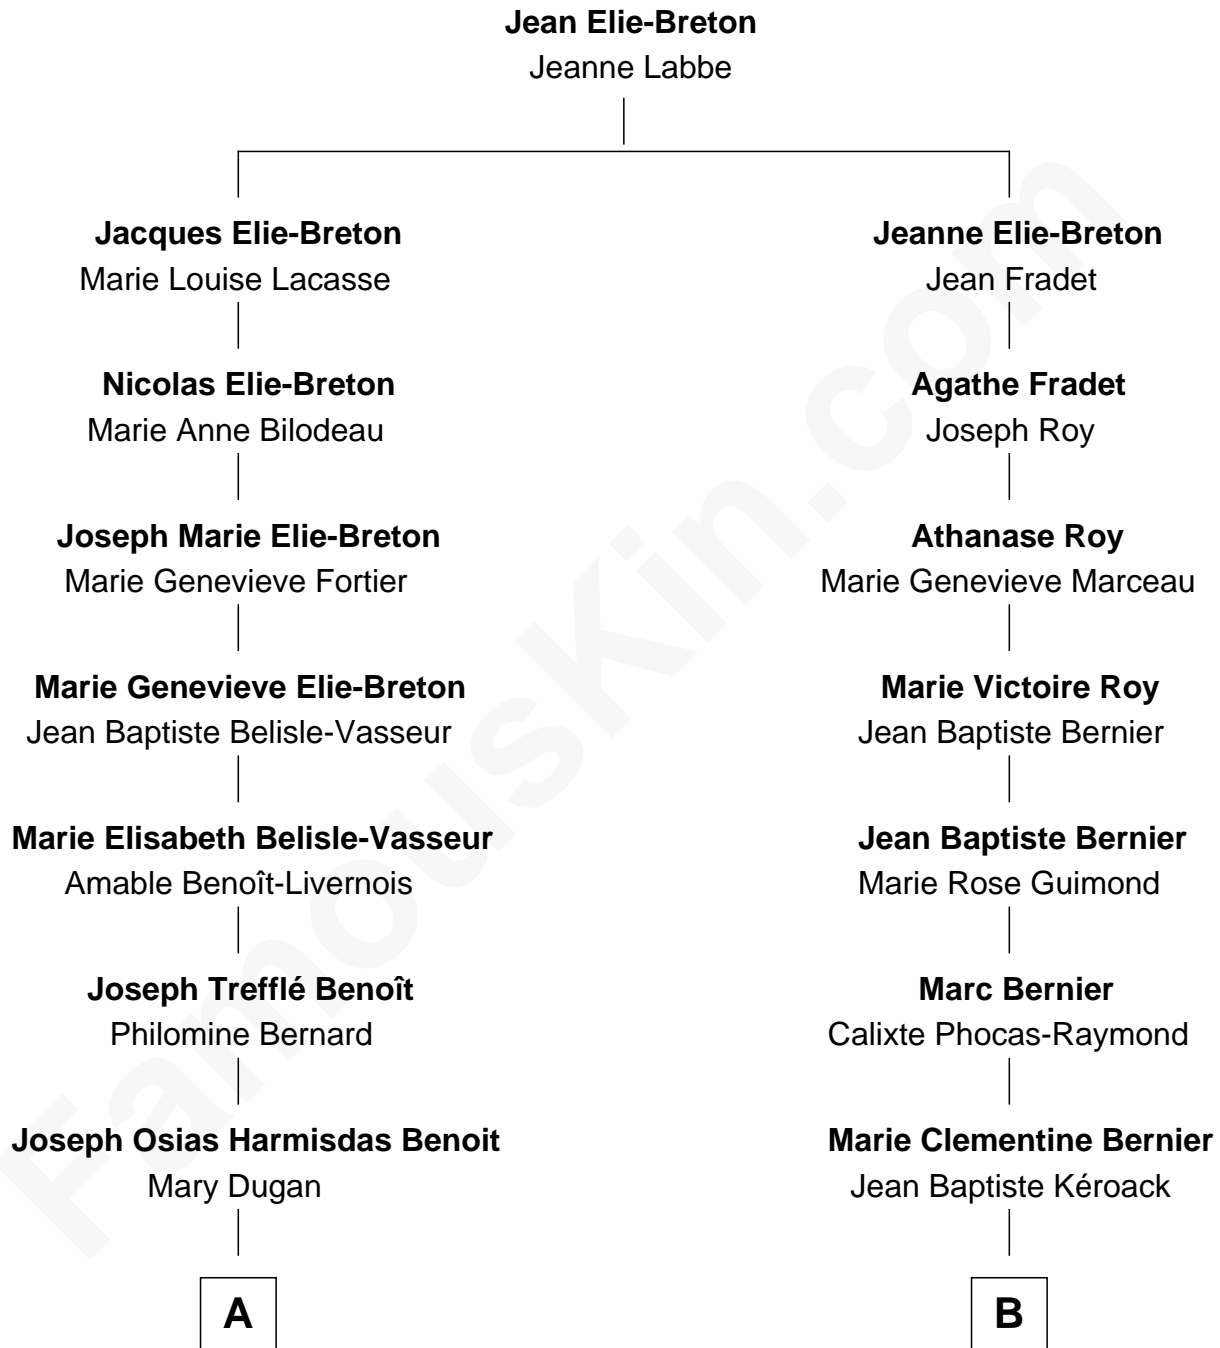 Jean Elie-Breton
Jeanne Labbe
Jacques Elie-Breton
Marie Louise Lacasse
Nicolas Elie-Breton
Marie Anne Bilodeau
Joseph Marie Elie-Breton
Marie Genevieve Fortier
Marie Genevieve Elie-Breton
Jean Baptiste Belisle-Vasseur
Marie Elisabeth Belisle-Vasseur
Amable Benoît-Livernois
Joseph Trefflé Benoît
Philomine Bernard
Joseph Osias Harmisdas Benoit
Mary Dugan
A
Jeanne Elie-Breton
Jean Fradet
Agathe Fradet
Joseph Roy
Athanase Roy
Marie Genevieve Marceau
Marie Victoire Roy
Jean Baptiste Bernier
Jean Baptiste Bernier
Marie Rose Guimond
Marc Bernier
Calixte Phocas-Raymond
Marie Clementine Bernier
Jean Baptiste Kéroack
B
FamousKin.com